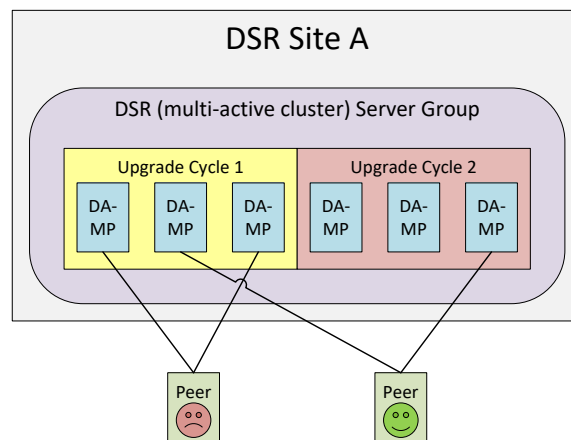 DSR Site A
DSR (multi-active cluster) Server Group
Upgrade Cycle 1
Upgrade Cycle 2
DA-
MP
DA-
MP
DA-
MP
DA-
MP
DA-
MP
DA-
MP
Peer
Peer